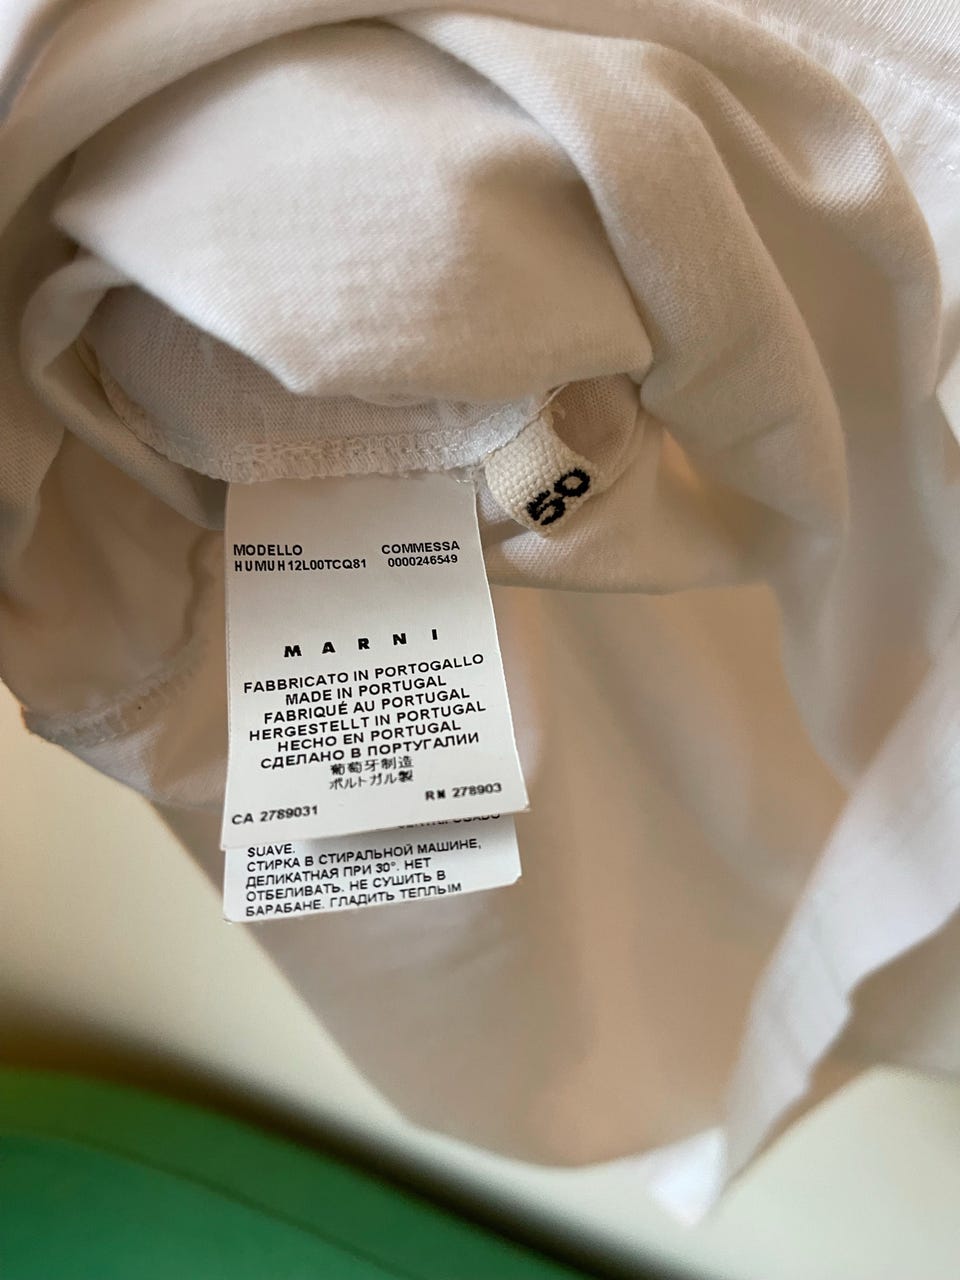 50
MODELLO COMMESSA
HUMUH12L00TCQ81 0000246549
MARNI
FABBRICATO IN PORTOGALLO
MADE IN PORTUGAL
FABRIQUÉ AU PORTUGAL
HERGESTELLT IN PORTUGAL
HECHO EN PORTUGAL
СДЕЛАНО В ПОРТУГАЛИИ
葡萄牙制造
ポルトガル製
CA 2789031 RN 278903
SUAVE.
СТИРКА В СТИРАЛЬНОЙ МАШИНЕ,
ДЕЛИКАТНАЯ ПРИ 30°. НЕТ
ОТБЕЛИВАТЬ. НЕ СУШИТЬ В
БАРАБАНЕ. ГЛАДИТЬ ТЕПЛЫМ